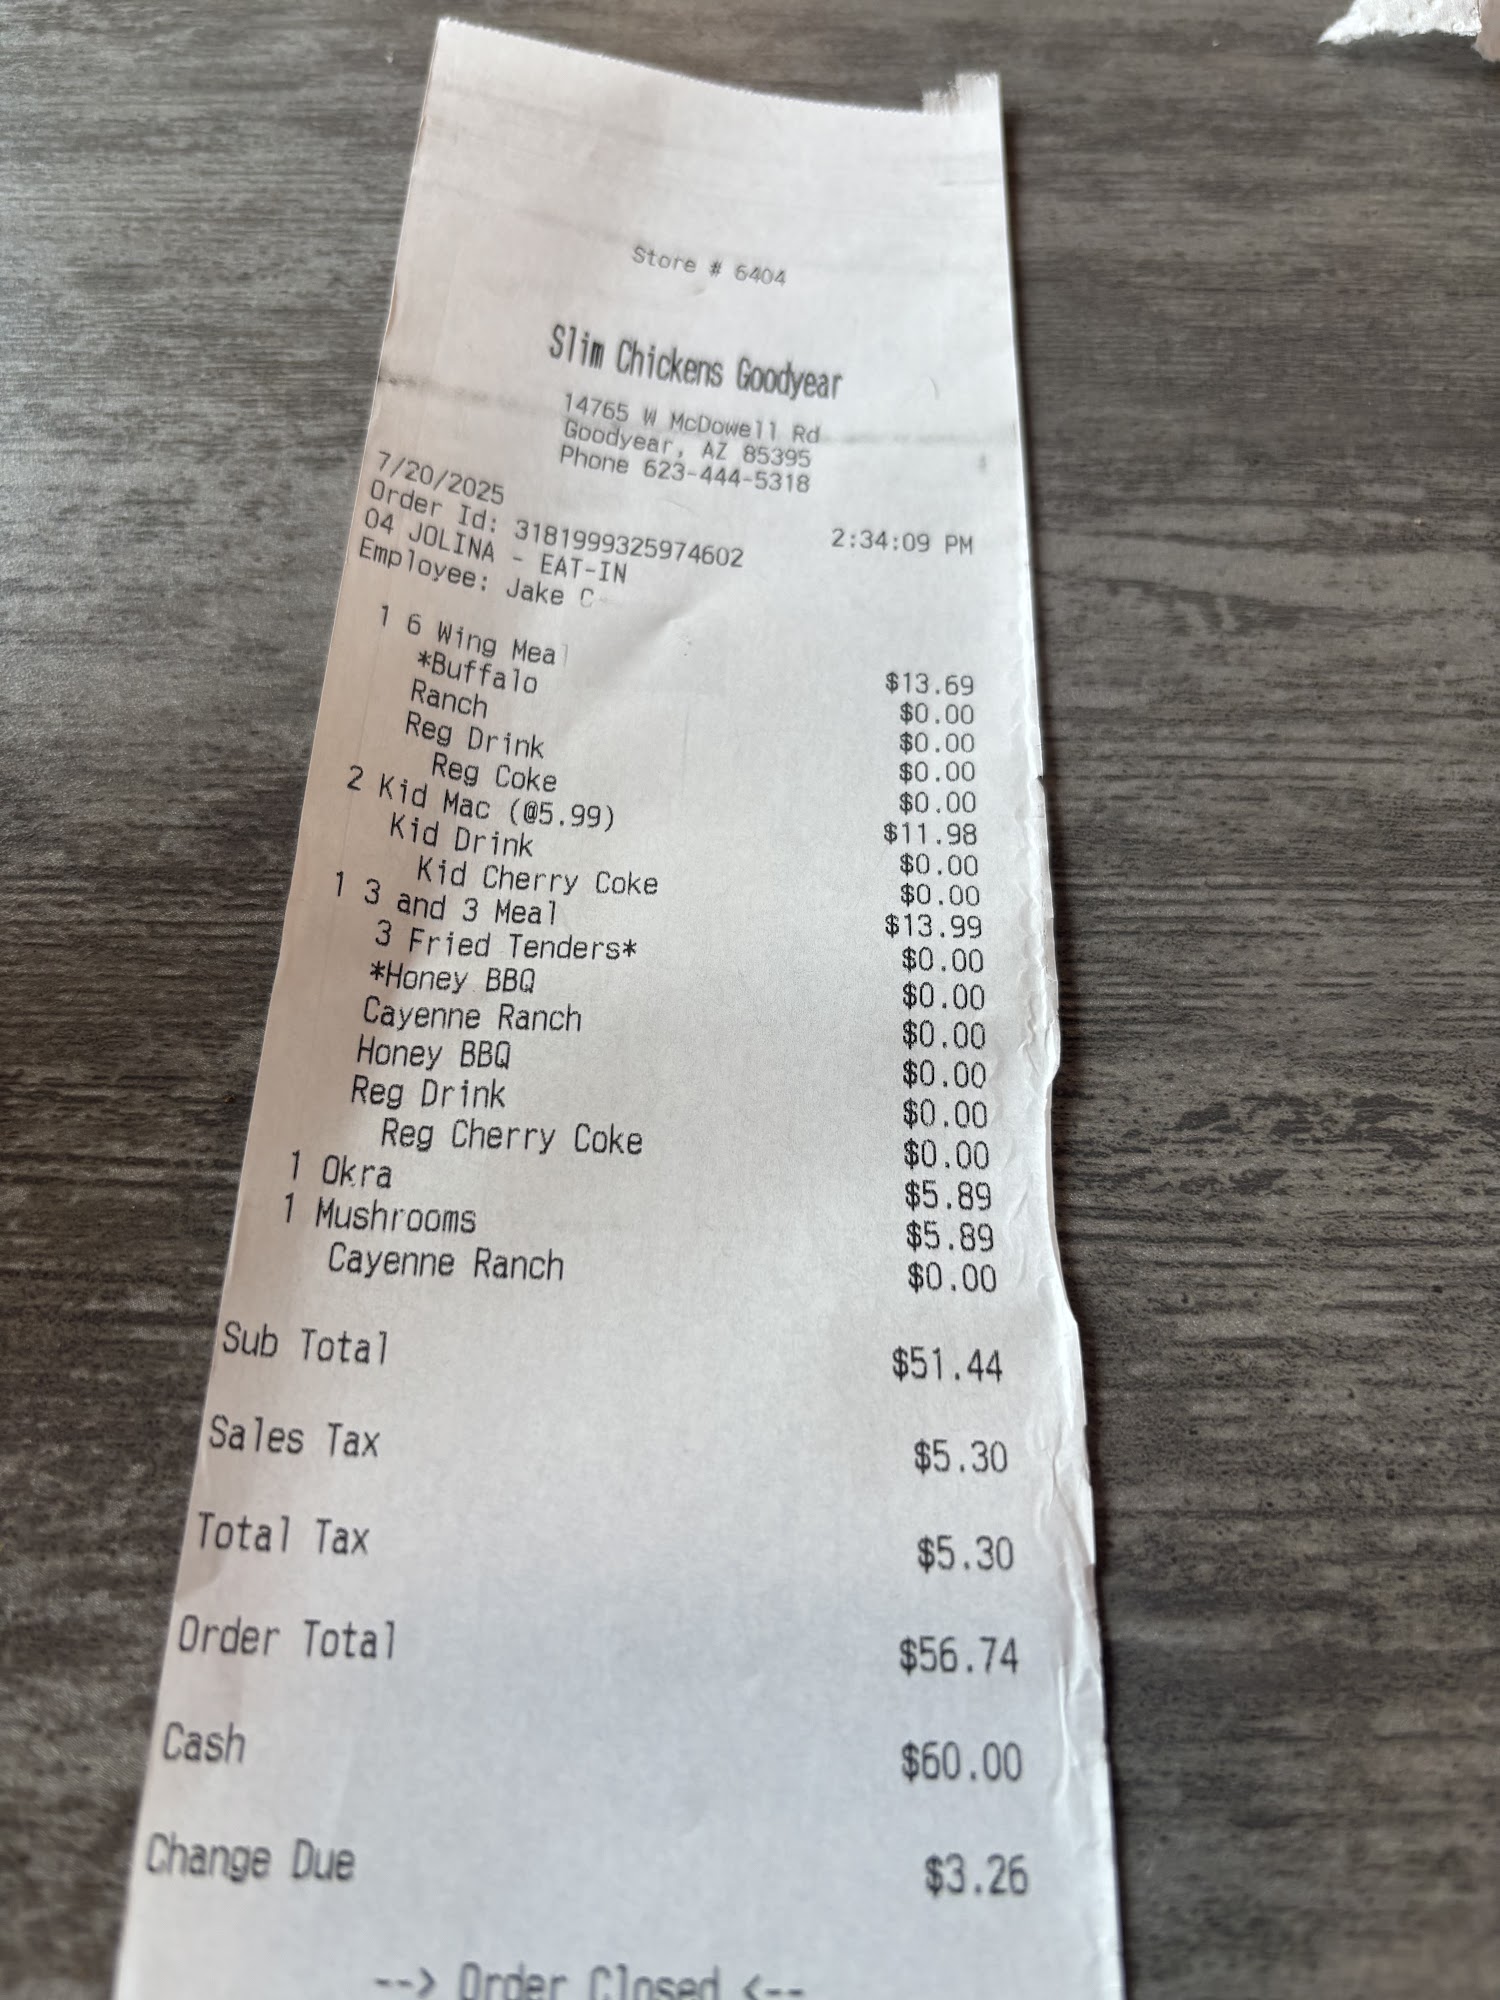 Store # 6404
Slim Chickens Goodyear
14765 W McDowell Rd
Goodyear, AZ 85395
Phone 623-444-5318
7/20/2025 2:34:09 PM
Order Id: 3181999325974602
04 JOLINA - EAT-IN
Employee: Jake C
1 6 Wing Meal $13.69
*Buffalo $0.00
Ranch $0.00
Reg Drink $0.00
Reg Coke $0.00
2 Kid Mac (@5.99) $11.98
Kid Drink $0.00
Kid Cherry Coke $0.00
1 3 and 3 Meal $13.99
3 Fried Tenders* $0.00
*Honey BBQ $0.00
Cayenne Ranch $0.00
Honey BBQ $0.00
Reg Drink $0.00
Reg Cherry Coke $0.00
1 Okra $5.89
1 Mushrooms $5.89
Cayenne Ranch $0.00
Sub Total $51.44
Sales Tax $5.30
Total Tax $5.30
Order Total $56.74
Cash $60.00
Change Due $3.26
--> Order Closed <--